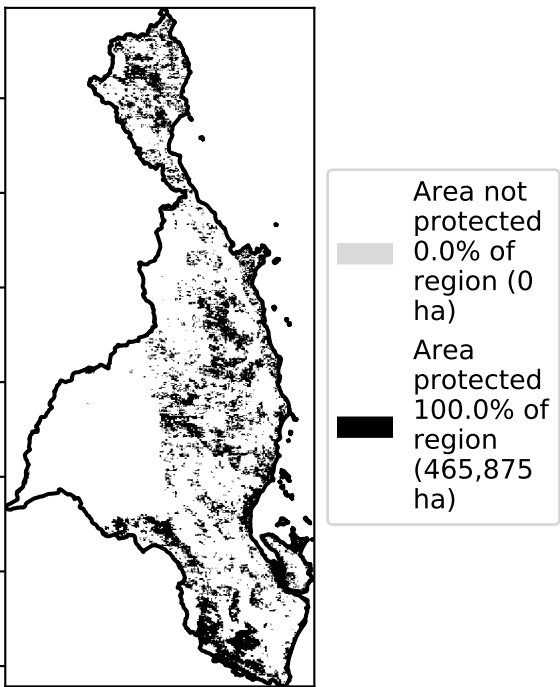 Area not
protected
0.0% of
region (0
ha)
Area
protected
100.0% of
region
(465,875
ha)